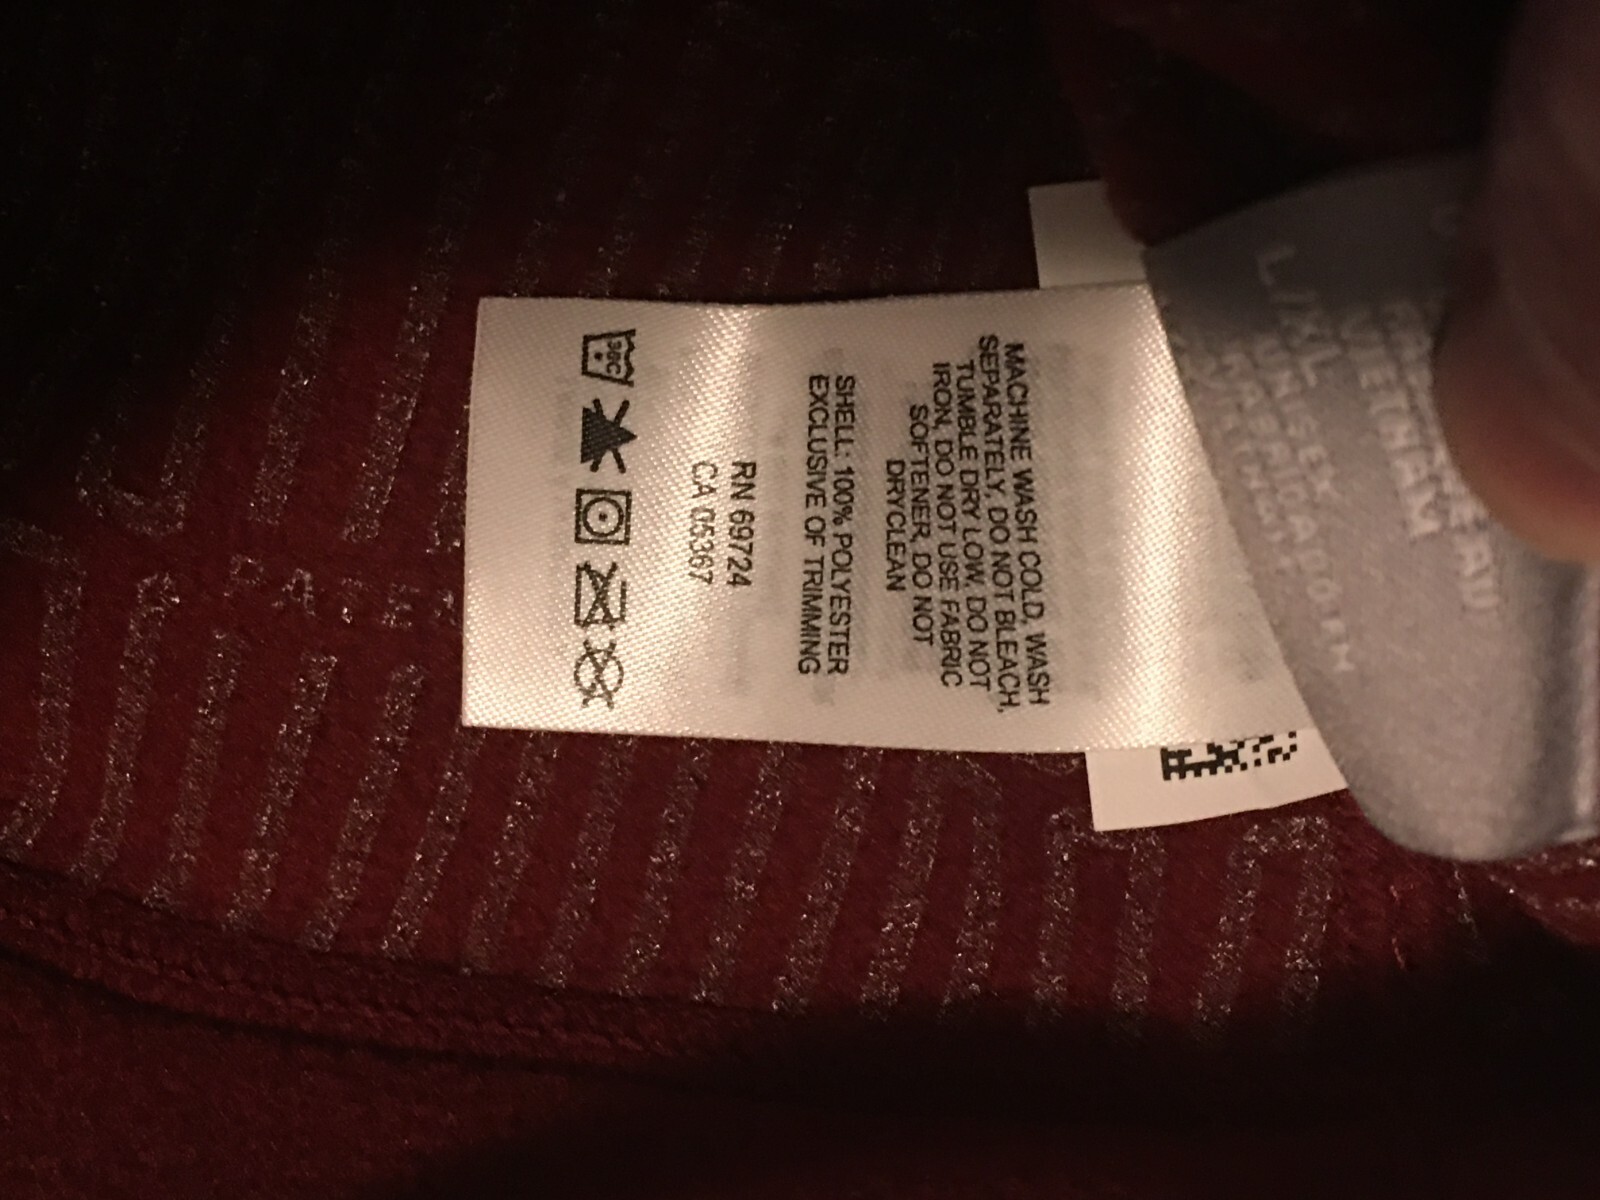 MACHINE WASH COLD, WASH
SEPARATELY, DO NOT BLEACH,
TUMBLE DRY LOW, DO NOT
IRON, DO NOT USE FABRIC
SOFTENER, DO NOT
DRYCLEAN
SHELL: 100% POLYESTER
EXCLUSIVE OF TRIMMING
RN 69724
CA 05367
30C
VIETNAM
L/XL
UNISEX